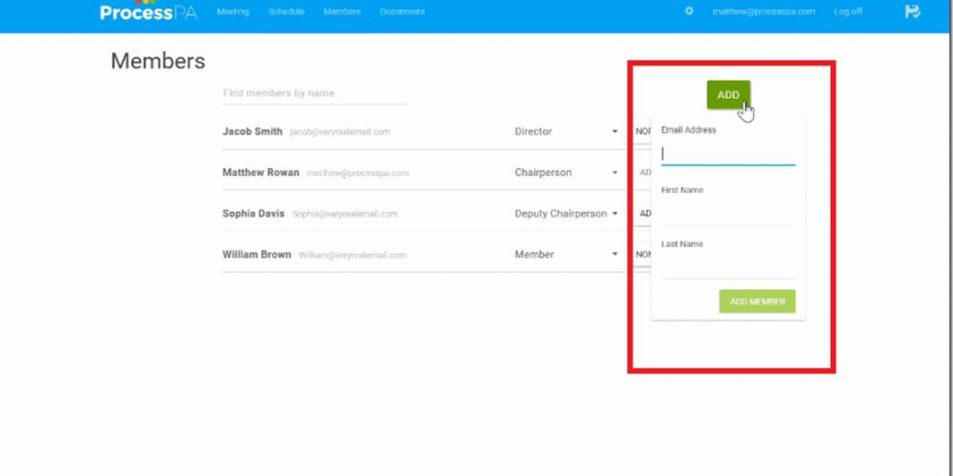 ProcessPA Meeting Schedule Members Documents matthew@processpa.com Log off
Members
Find members by name
ADD
Jacob Smith jacob@veryrealemail.com Director NOR
Matthew Rowan matthew@processpa.com Chairperson AD
Sophia Davis Sophia@veryrealemail.com Deputy Chairperson AD
William Brown William@veryrealemail.com Member NOR
Email Address
First Name
Last Name
ADD MEMBER